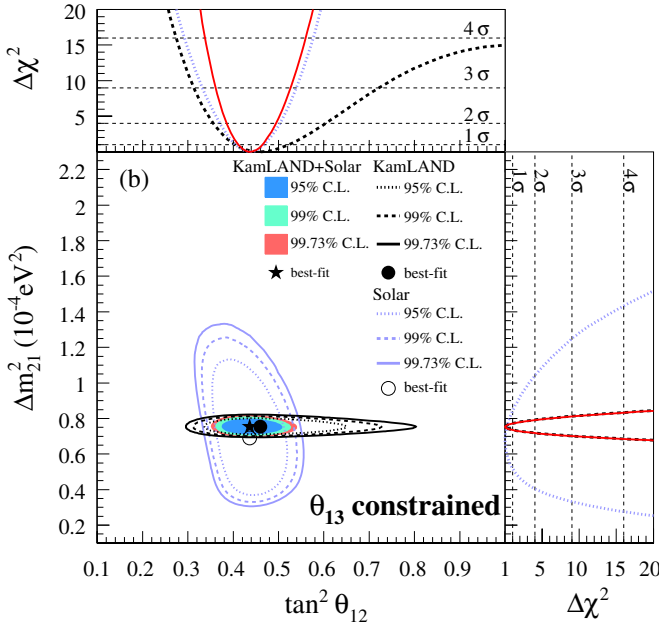 20
15
10
5
Δχ²
4 σ
3 σ
2 σ
1 σ
(b)
KamLAND+Solar
95% C.L.
99% C.L.
99.73% C.L.
best-fit
KamLAND
95% C.L.
99% C.L.
99.73% C.L.
best-fit
Solar
95% C.L.
99% C.L.
99.73% C.L.
best-fit
θ₁₃ constrained
2.2
2
1.8
1.6
1.4
1.2
1
0.8
0.6
0.4
0.2
Δm²₂₁ (10⁻⁴eV²)
1σ
2σ
3σ
4σ
0.1 0.2 0.3 0.4 0.5 0.6 0.7 0.8 0.9 1 5 10 15 20
tan² θ₁₂
Δχ²